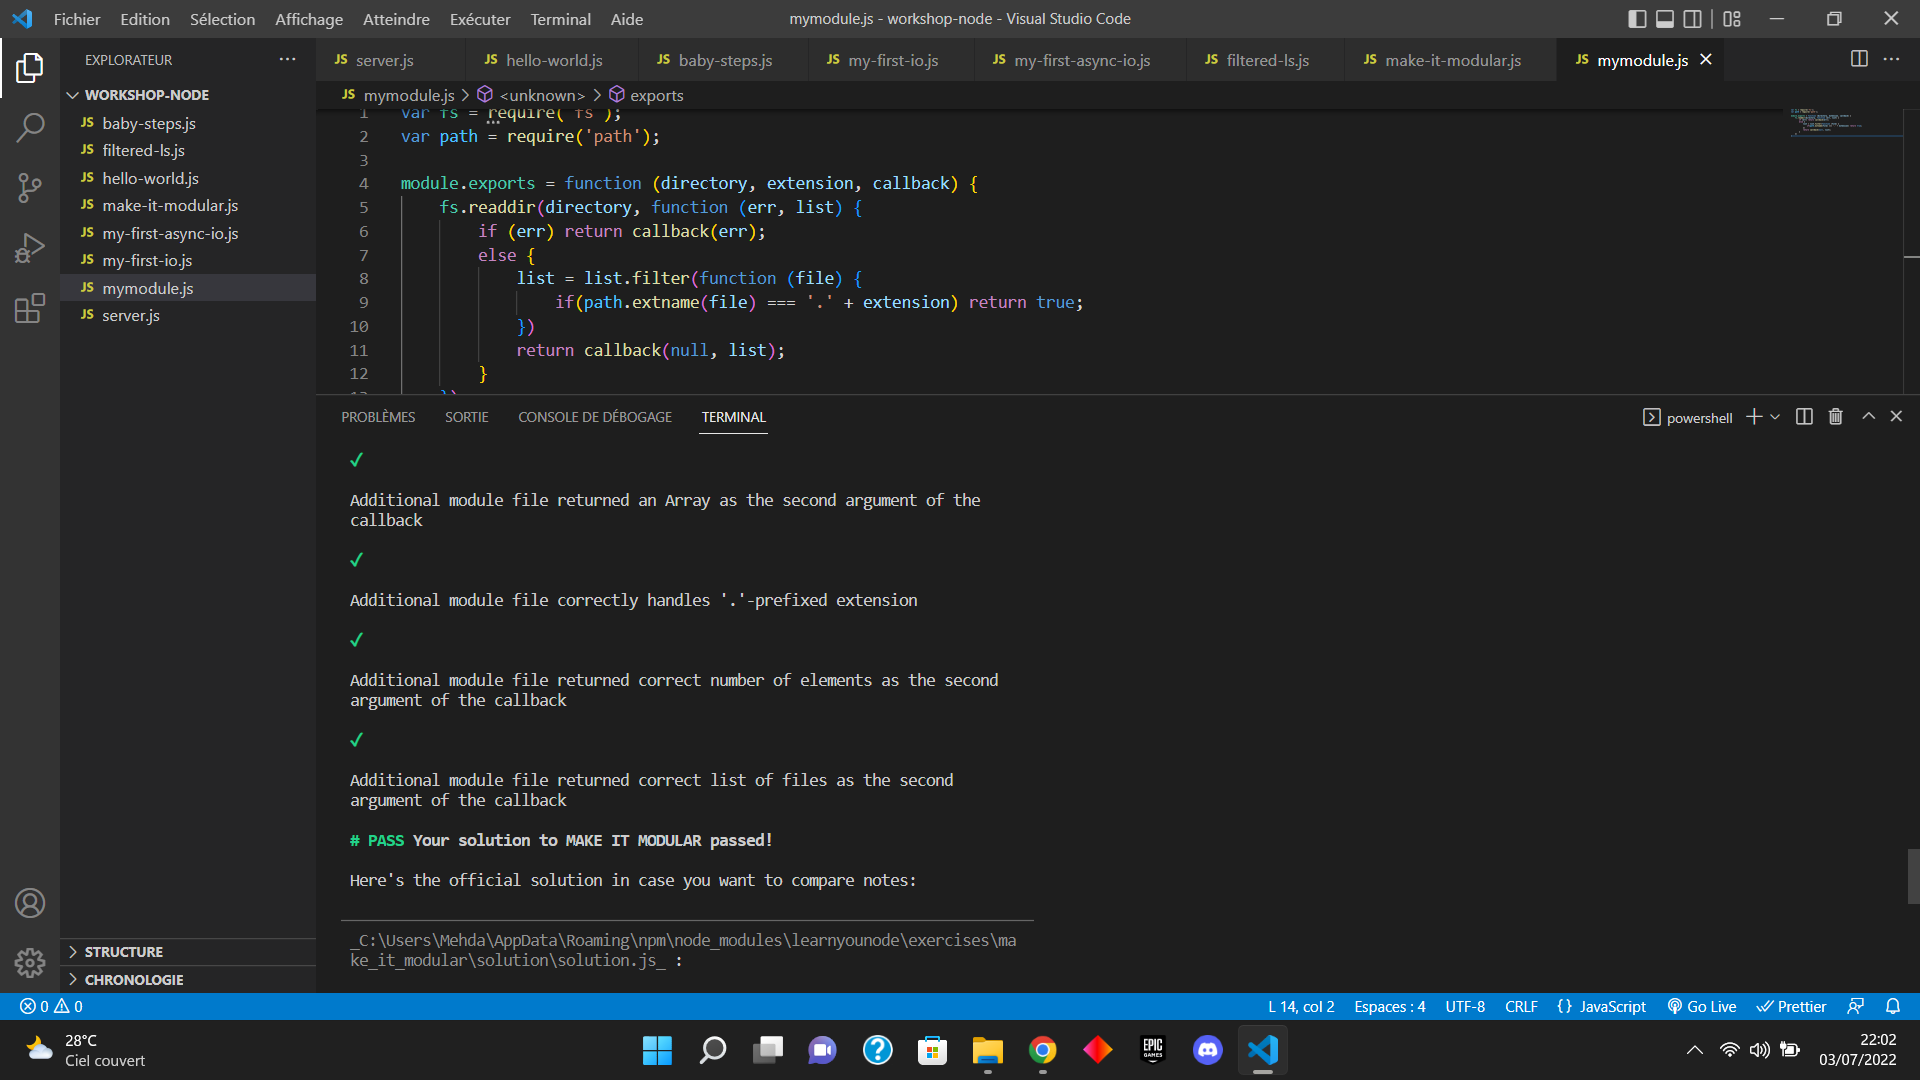 Fichier Edition Sélection Affichage Atteindre Exécuter Terminal Aide
mymodule.js - workshop-node - Visual Studio Code
EXPLORATEUR
JS server.js JS hello-world.js JS baby-steps.js JS my-first-io.js JS my-first-async-io.js JS filtered-ls.js JS make-it-modular.js JS mymodule.js
WORKSHOP-NODE
JS baby-steps.js
JS filtered-ls.js
JS hello-world.js
JS make-it-modular.js
JS my-first-async-io.js
JS my-first-io.js
JS mymodule.js
JS server.js
STRUCTURE
CHRONOLOGIE
JS mymodule.js > <unknown> > exports
1 var fs = require('fs');
2 var path = require('path');
3
4 module.exports = function (directory, extension, callback) {
5 fs.readdir(directory, function (err, list) {
6 if (err) return callback(err);
7 else {
8 list = list.filter(function (file) {
9 if(path.extname(file) === '.' + extension) return true;
10 })
11 return callback(null, list);
12 }
13 })
PROBLÈMES SORTIE CONSOLE DE DÉBOGAGE TERMINAL
powershell
✓
Additional module file returned an Array as the second argument of the
callback
✓
Additional module file correctly handles '.'-prefixed extension
✓
Additional module file returned correct number of elements as the second
argument of the callback
✓
Additional module file returned correct list of files as the second
argument of the callback
# PASS Your solution to MAKE IT MODULAR passed!
Here's the official solution in case you want to compare notes:
_C:\Users\Mehda\AppData\Roaming\npm\node_modules\learnyounode\exercises\ma
ke_it_modular\solution\solution.js_ :
0 0
L 14, col 2 Espaces : 4 UTF-8 CRLF {} JavaScript Go Live Prettier
28°C
Ciel couvert
EPIC
GAMES
22:02
03/07/2022